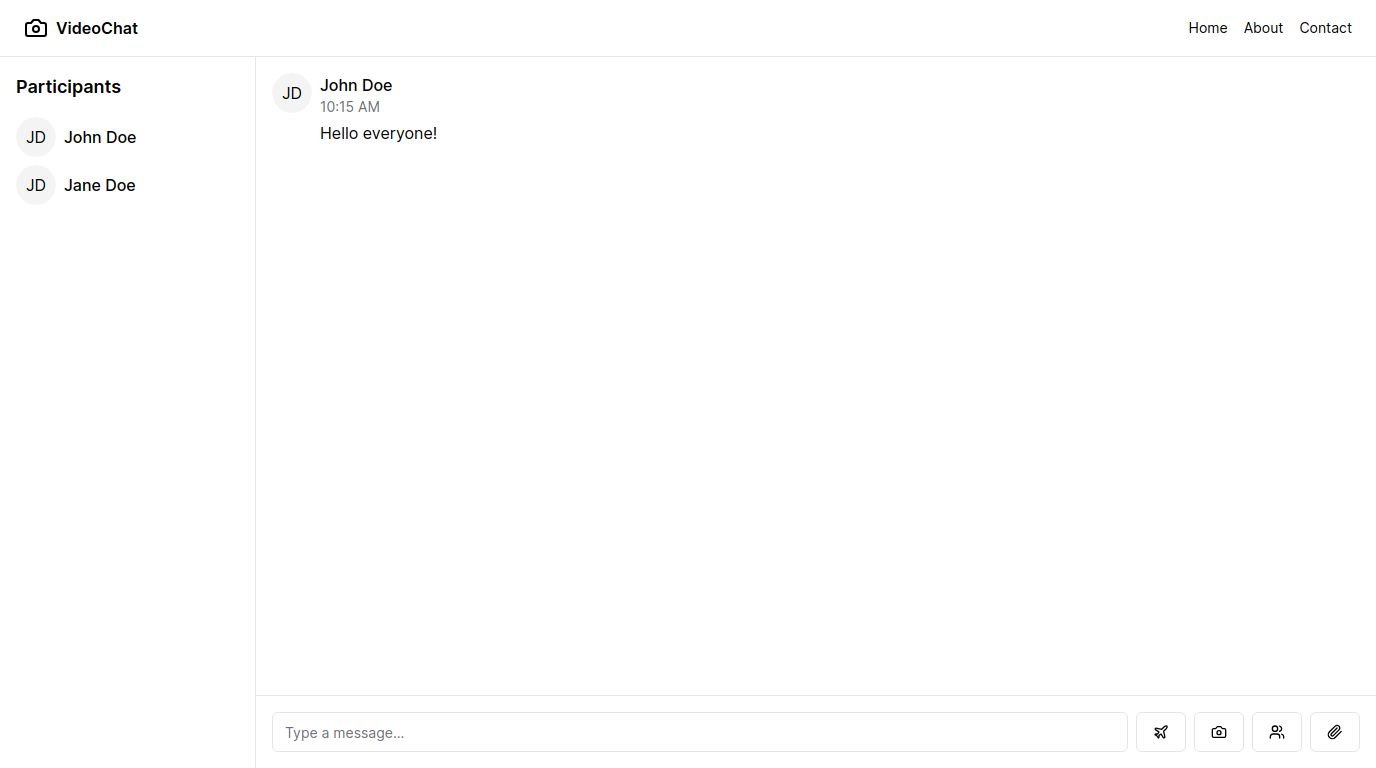 VideoChat
Home About Contact
Participants
JD John Doe
JD Jane Doe
JD John Doe
10:15 AM
Hello everyone!
Type a message...